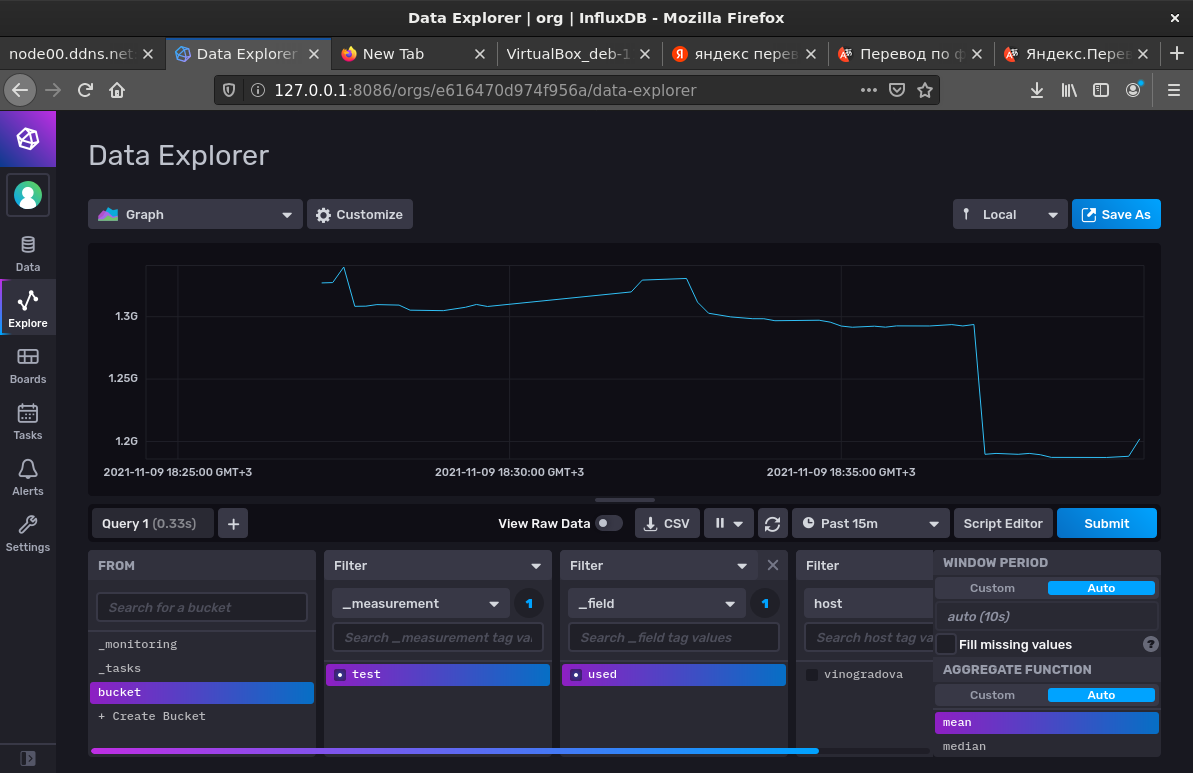 Data Explorer | org | InfluxDB - Mozilla Firefox
node00.ddns.net
Data Explorer
New Tab
VirtualBox_deb-1
яндекс перев
Перевод по ф
Яндекс.Перев
127.0.0.1:8086/orgs/e616470d974f956a/data-explorer
Data Explorer
Graph
Customize
Local
Save As
Data
Explore
Boards
Tasks
Alerts
Settings
1.3G
1.25G
1.2G
2021-11-09 18:25:00 GMT+3
2021-11-09 18:30:00 GMT+3
2021-11-09 18:35:00 GMT+3
Query 1 (0.33s)
+
View Raw Data
CSV
Past 15m
Script Editor
Submit
FROM
Search for a bucket
_monitoring
_tasks
bucket
+ Create Bucket
Filter
_measurement
1
Search _measurement tag va
test
Filter
_field
1
Search _field tag values
used
Filter
host
Search host tag va
vinogradova
WINDOW PERIOD
Custom
Auto
auto (10s)
Fill missing values
?
AGGREGATE FUNCTION
Custom
Auto
mean
median